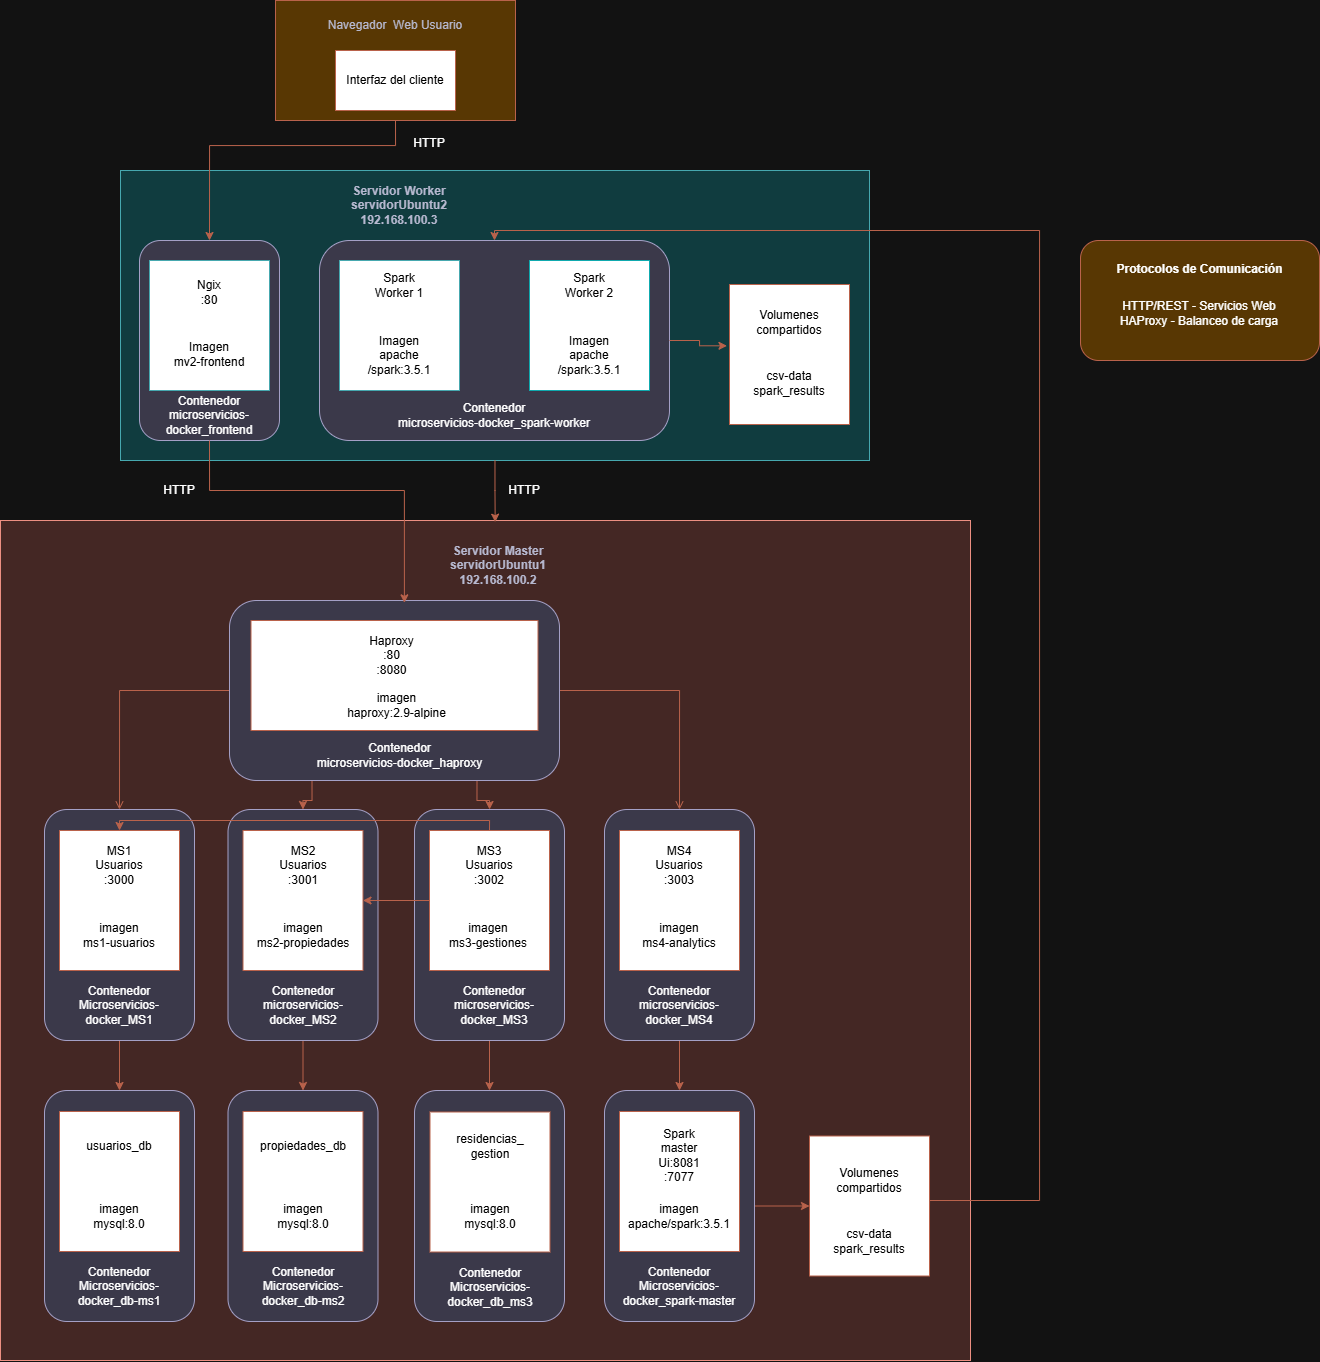 Navegador  Web Usuario
Interfaz del cliente
HTTP
Servidor Worker
servidorUbuntu2
192.168.100.3
Ngix
:80
Imagen
mv2-frontend
Contenedor
microservicios-
docker_frontend
Spark
Worker 1
Imagen
apache
/spark:3.5.1
Spark
Worker 2
Imagen
apache
/spark:3.5.1
Contenedor
microservicios-docker_spark-worker
Volumenes
compartidos
csv-data
spark_results
Protocolos de Comunicación
HTTP/REST - Servicios Web
HAProxy - Balanceo de carga
HTTP
HTTP
Servidor Master
servidorUbuntu1
192.168.100.2
Haproxy
:80
:8080
imagen
haproxy:2.9-alpine
Contenedor
microservicios-docker_haproxy
MS1
Usuarios
:3000
imagen
ms1-usuarios
Contenedor
Microservicios-
docker_MS1
MS2
Usuarios
:3001
imagen
ms2-propiedades
Contenedor
microservicios-
docker_MS2
MS3
Usuarios
:3002
imagen
ms3-gestiones
Contenedor
microservicios-
docker_MS3
MS4
Usuarios
:3003
imagen
ms4-analytics
Contenedor
microservicios-
docker_MS4
usuarios_db
imagen
mysql:8.0
Contenedor
Microservicios-
docker_db-ms1
propiedades_db
imagen
mysql:8.0
Contenedor
Microservicios-
docker_db-ms2
residencias_
gestion
imagen
mysql:8.0
Contenedor
Microservicios-
docker_db_ms3
Spark
master
Ui:8081
:7077
imagen
apache/spark:3.5.1
Contenedor
Microservicios-
docker_spark-master
Volumenes
compartidos
csv-data
spark_results